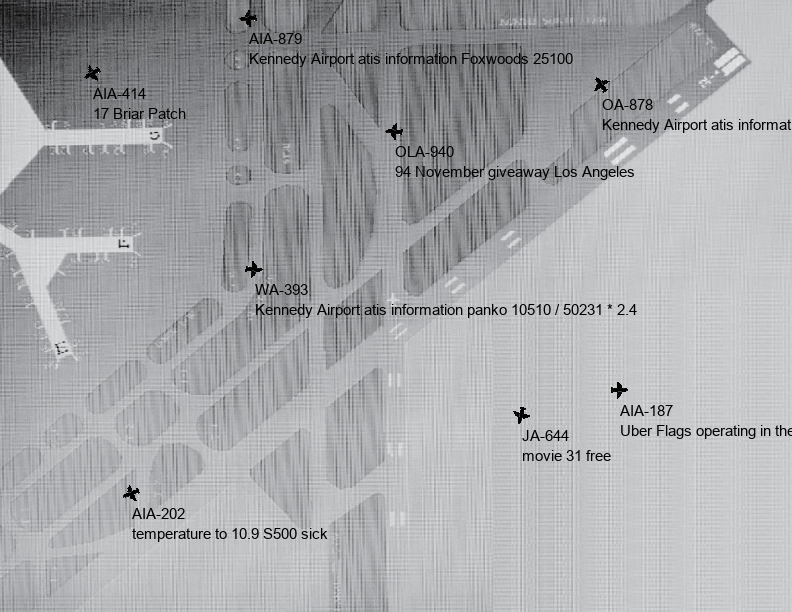 AIA-879
Kennedy Airport atis information Foxwoods 25100
AIA-414
17 Briar Patch
OA-878
Kennedy Airport atis informat
OLA-940
94 November giveaway Los Angeles
WA-393
Kennedy Airport atis information panko 10510 / 50231 * 2.4
AIA-187
Uber Flags operating in the
JA-644
movie 31 free
AIA-202
temperature to 10.9 S500 sick